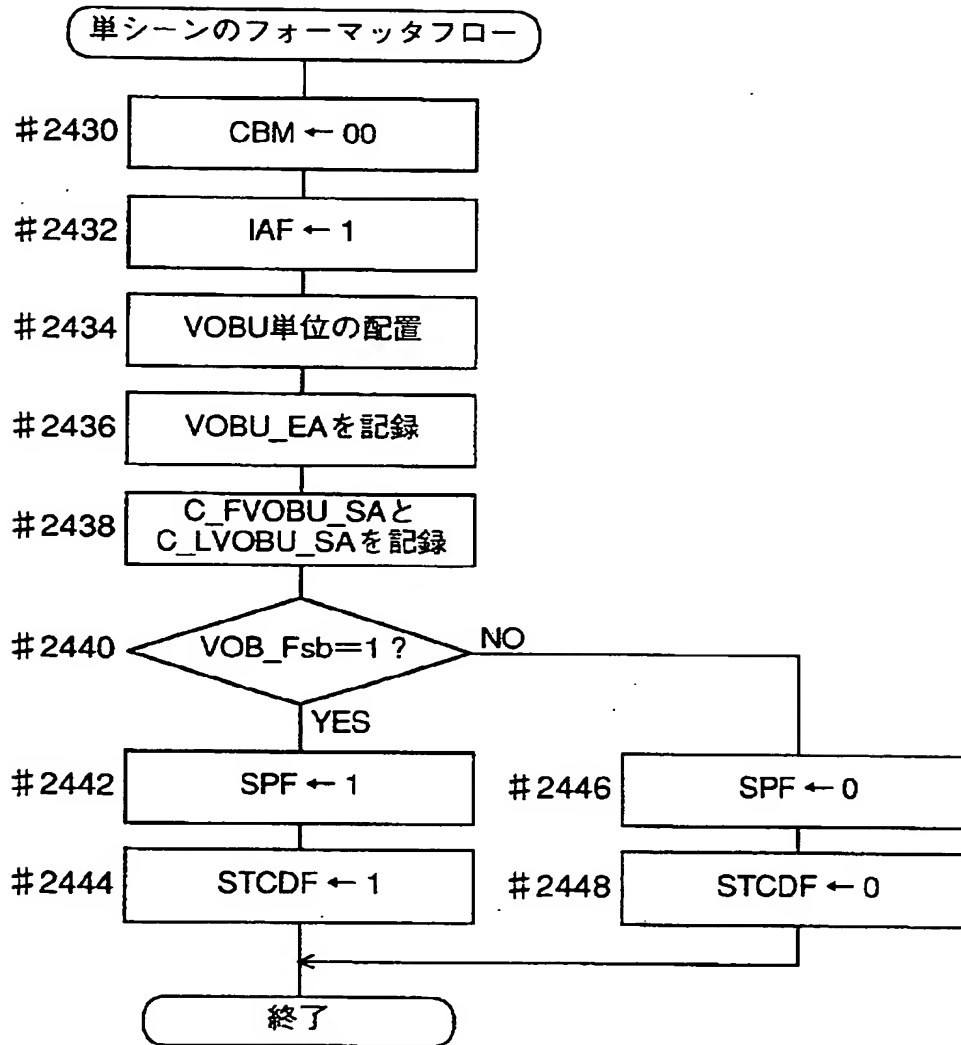 単シーンのフォーマッタフロー
#2430
CBM ← 00
#2432
IAF ← 1
#2434
VOBU単位の配置
#2436
VOBU_EAを記録
#2438
C_FVOBU_SAと
C_LVOBU_SAを記録
#2440
VOB_Fsb=1?
NO
YES
#2442
SPF ← 1
#2446
SPF ← 0
#2444
STCDF ← 1
#2448
STCDF ← 0
終了